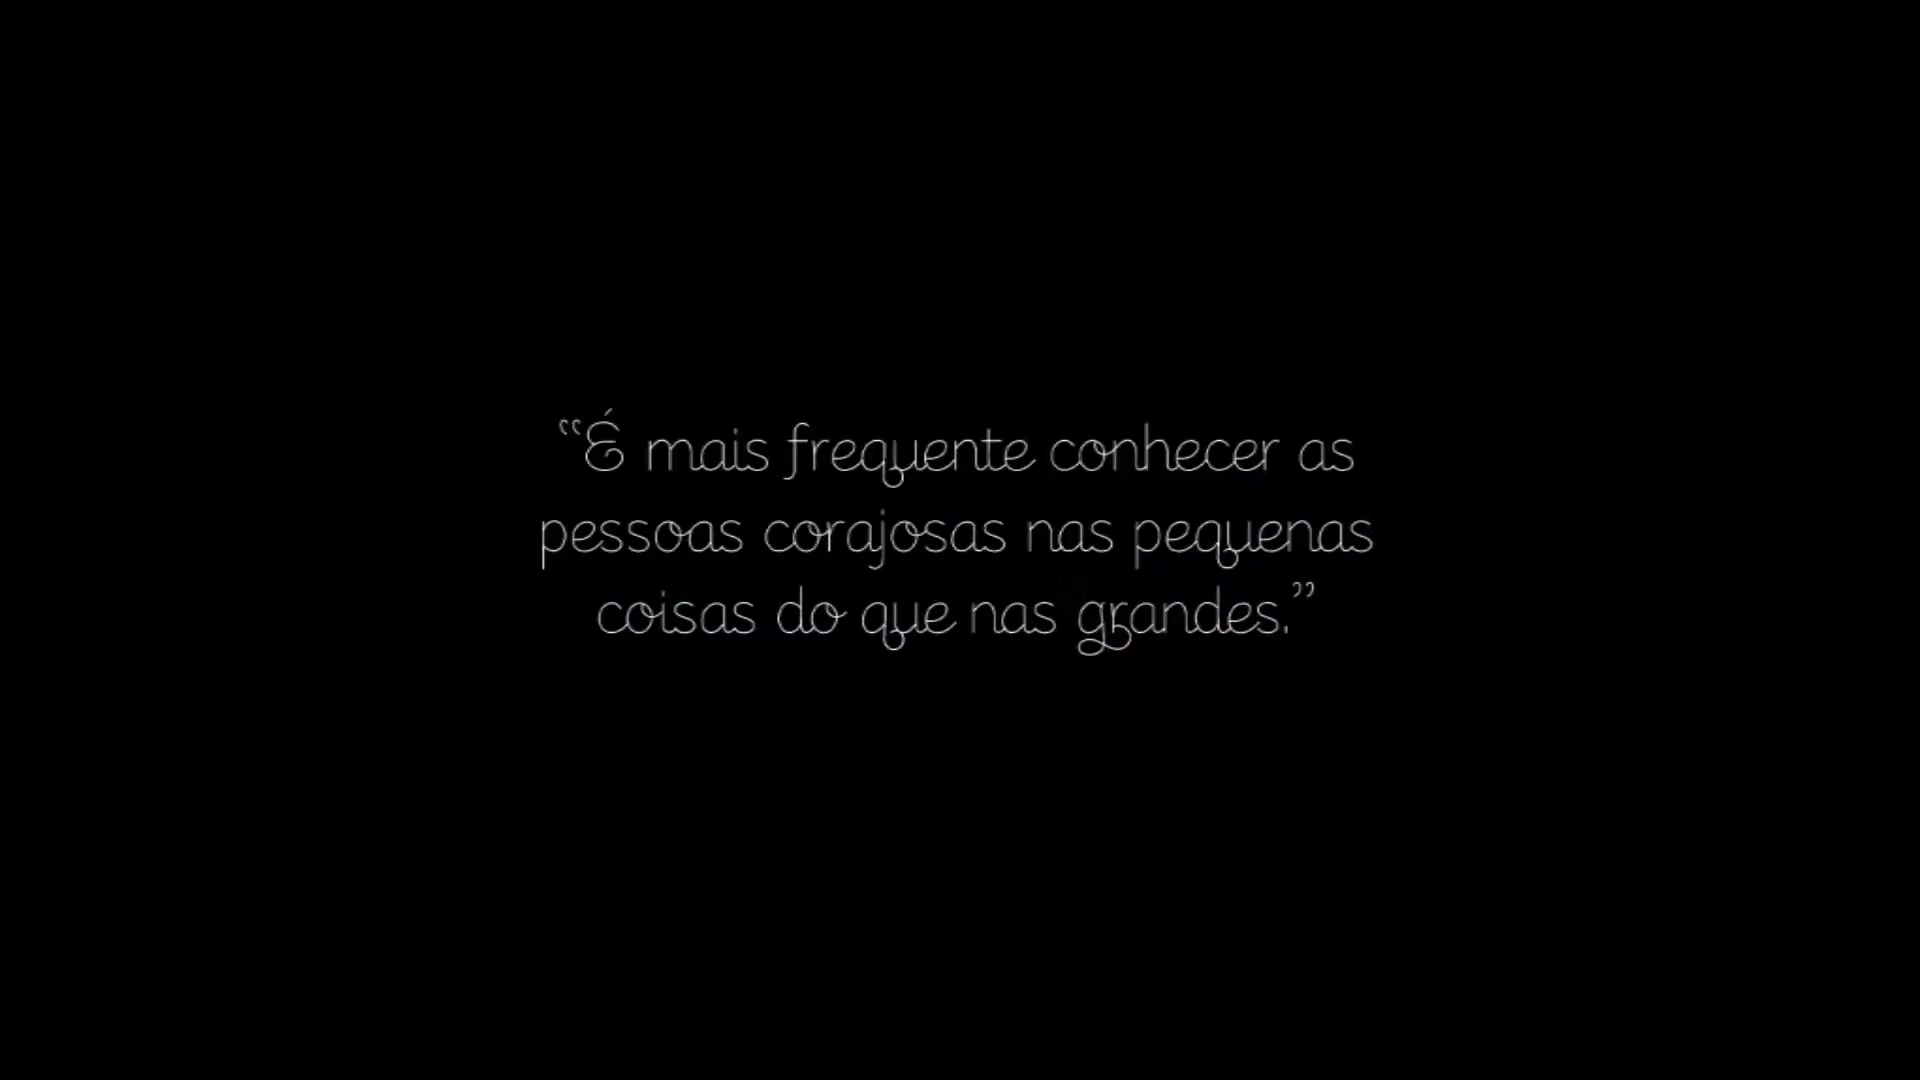 “É mais frequente conhecer as
pessoas corajosas nas pequenas
coisas do que nas grandes.”